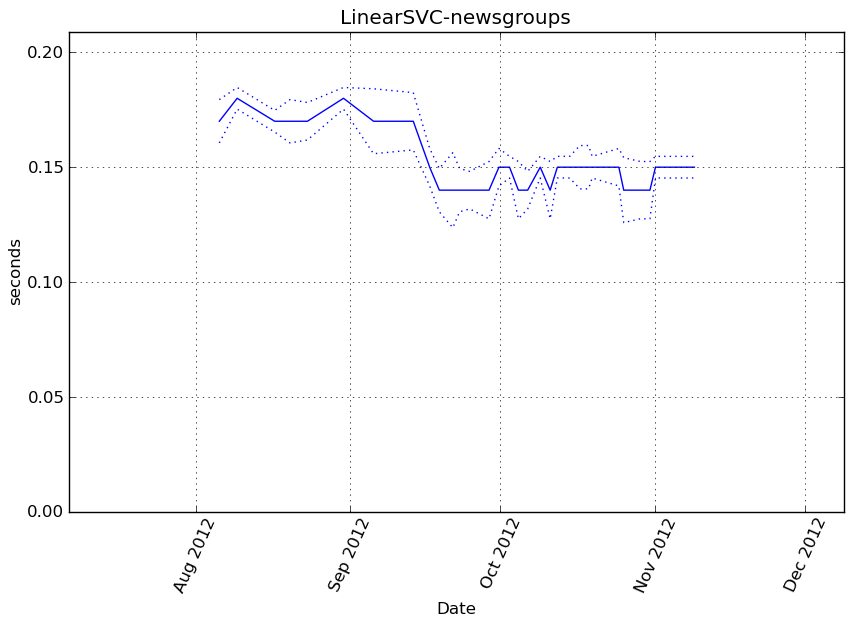 LinearSVC-newsgroups
0.20
0.15
0.10
0.05
0.00
seconds
Aug 2012
Sep 2012
Oct 2012
Nov 2012
Dec 2012
Date